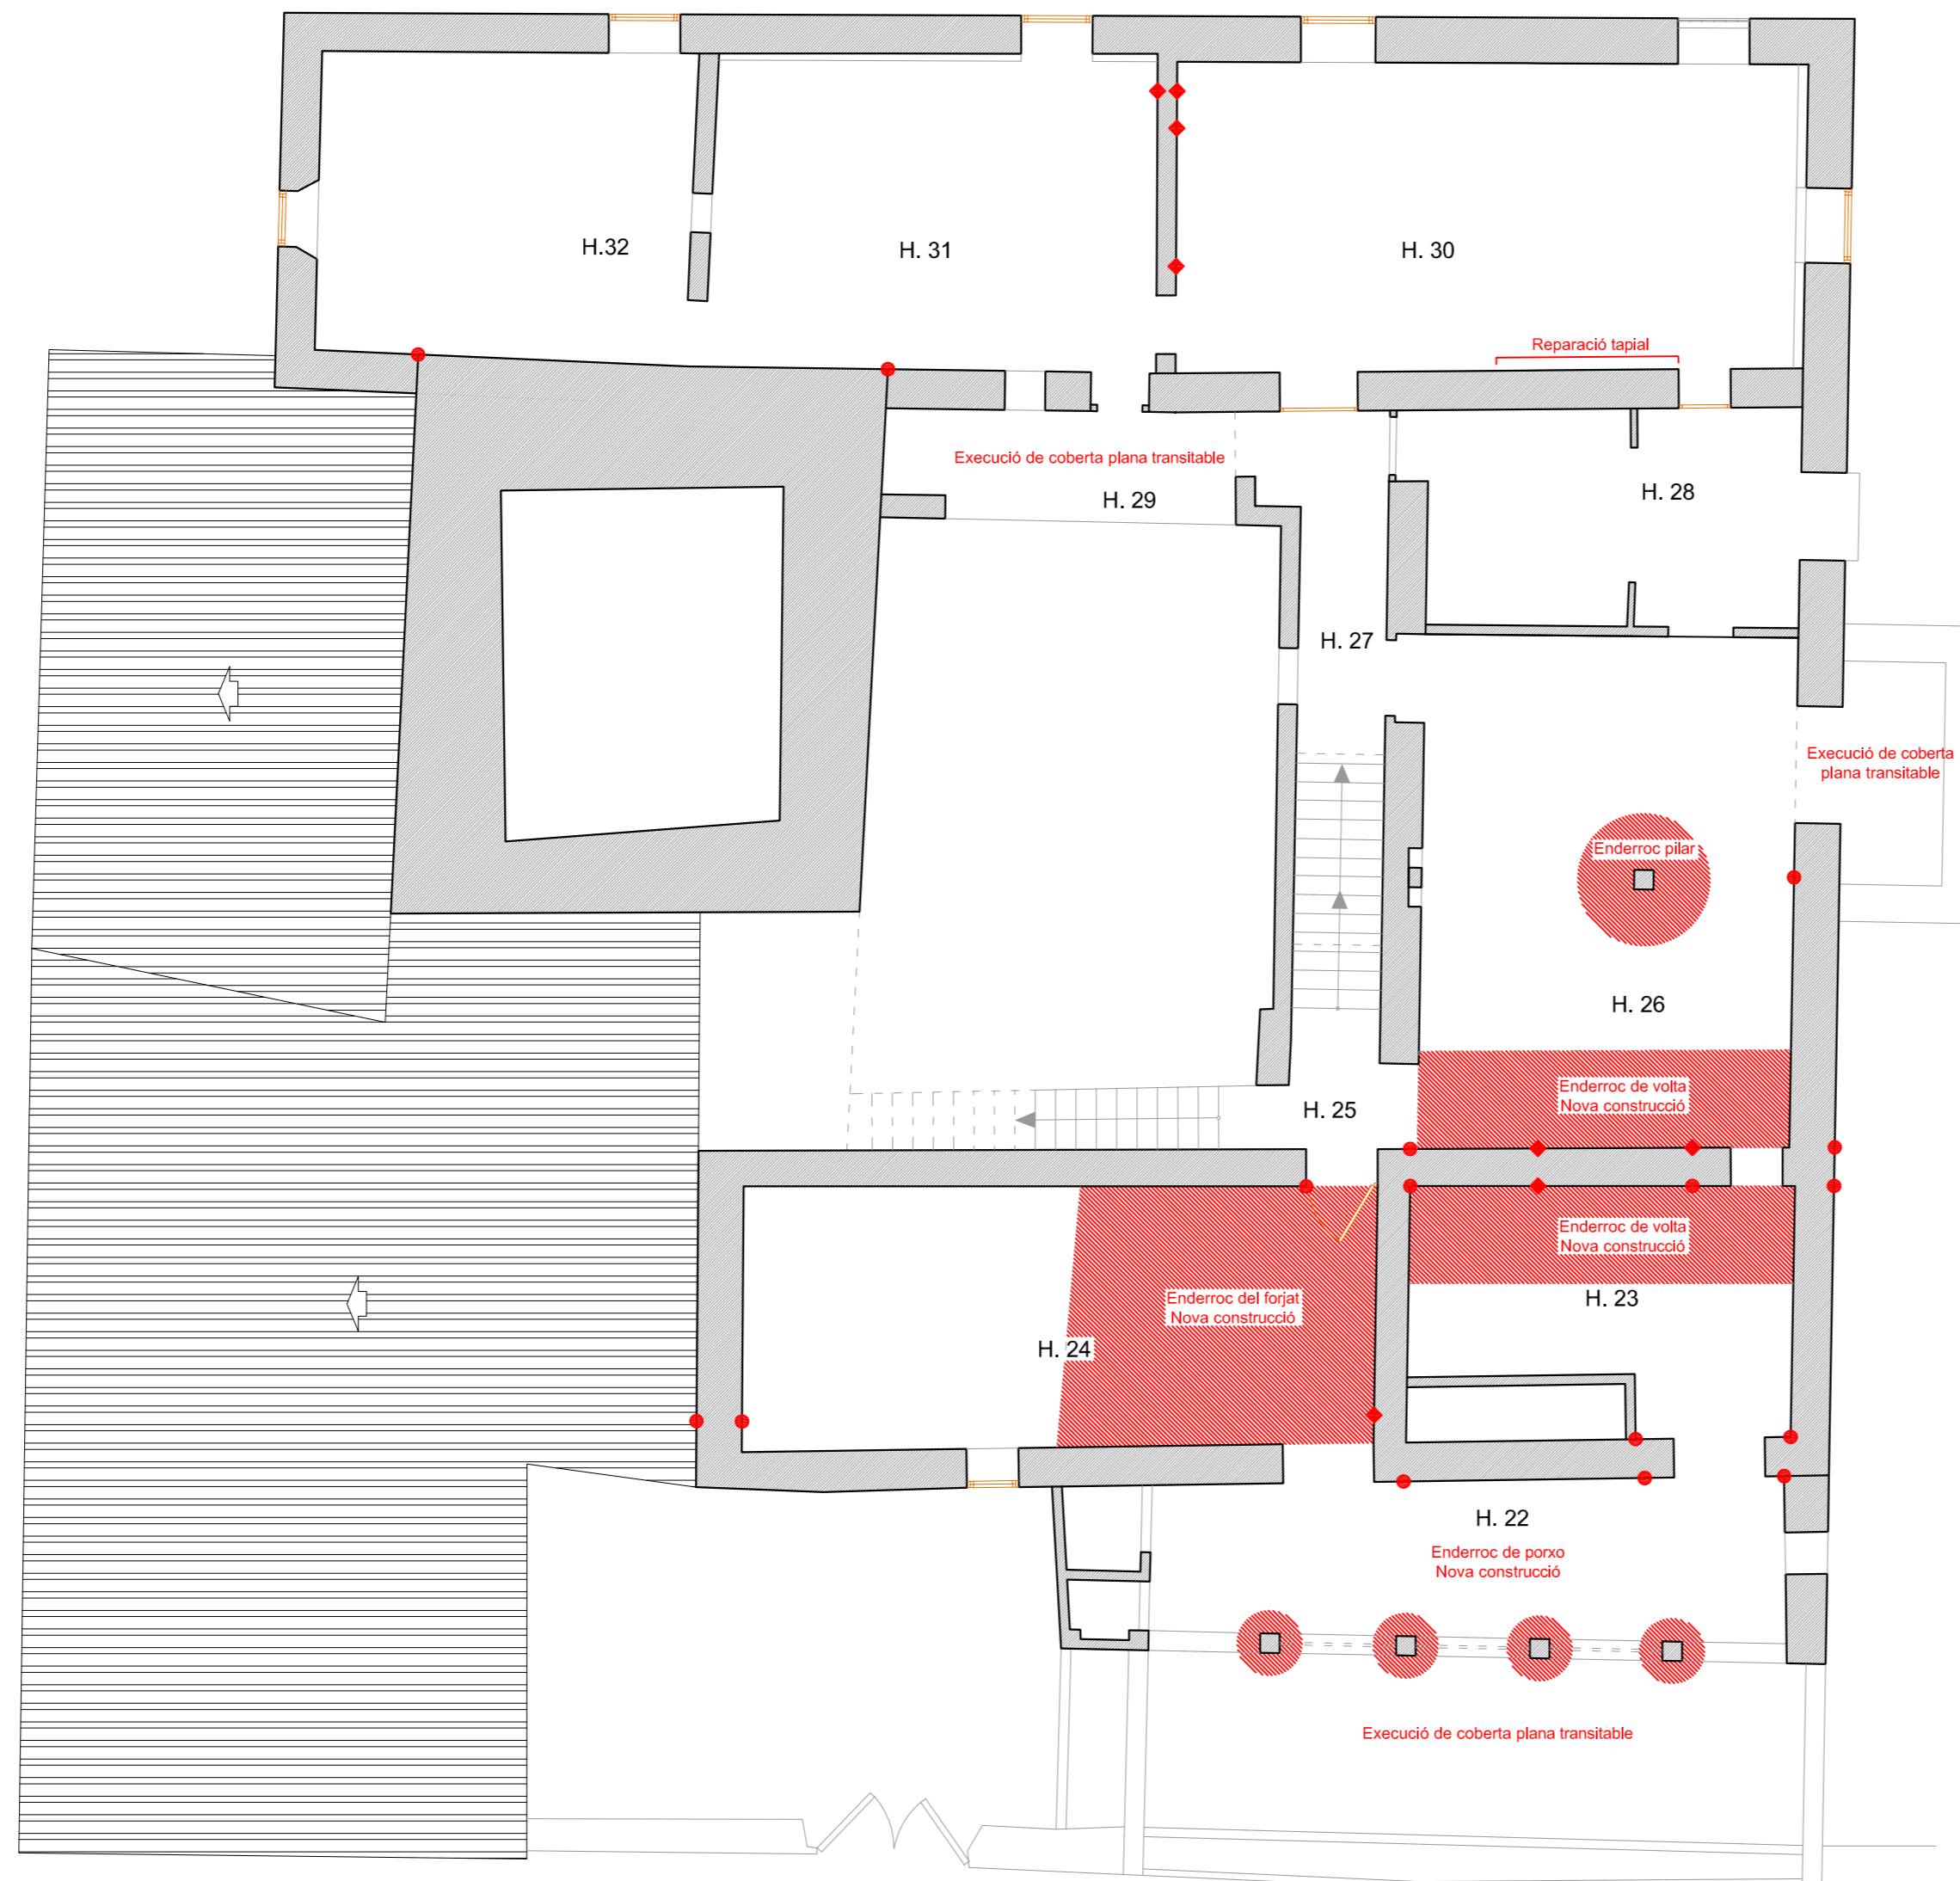 H.32
H. 31
H. 30
Reparació tapial
Execució de coberta plana transitable
H. 29
H. 28
H. 27
Execució de coberta
plana transitable
Enderroc pilar
H. 26
Enderroc de volta
Nova construcció
H. 25
Enderroc de volta
Nova construcció
H. 23
Enderroc del forjat
Nova construcció
H. 24
H. 22
Enderroc de porxo
Nova construcció
Execució de coberta plana transitable